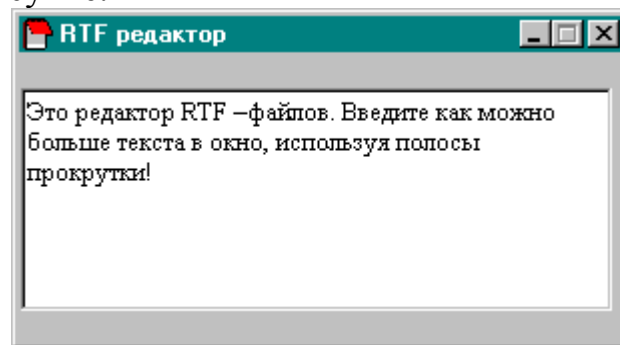 RTF редактор
Это редактор RTF –файлов. Введите как можно
больше текста в окно, используя полосы
прокрутки!